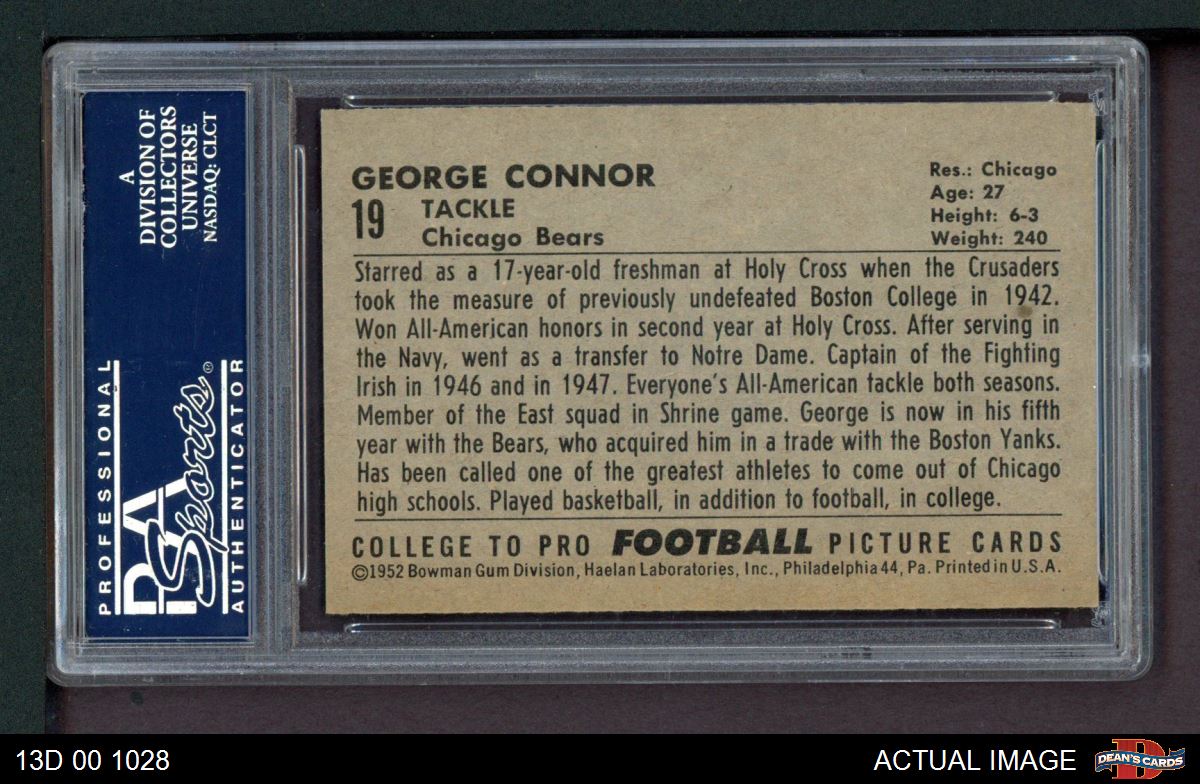 A
DIVISION OF
COLLECTORS
UNIVERSE
NASDAQ: CLCT
PROFESSIONAL
PSA
Sports®
AUTHENTICATOR
GEORGE CONNOR
19 TACKLE
Chicago Bears
Res.: Chicago
Age: 27
Height: 6-3
Weight: 240
Starred as a 17-year-old freshman at Holy Cross when the Crusaders
took the measure of previously undefeated Boston College in 1942.
Won All-American honors in second year at Holy Cross. After serving in
the Navy, went as a transfer to Notre Dame. Captain of the Fighting
Irish in 1946 and in 1947. Everyone's All-American tackle both seasons.
Member of the East squad in Shrine game. George is now in his fifth
year with the Bears, who acquired him in a trade with the Boston Yanks.
Has been called one of the greatest athletes to come out of Chicago
high schools. Played basketball, in addition to football, in college.
COLLEGE TO PRO FOOTBALL PICTURE CARDS
©1952 Bowman Gum Division, Haelan Laboratories, Inc., Philadelphia 44, Pa. Printed in U.S.A.
13D 00 1028
ACTUAL IMAGE
D
DEAN'S CARDS